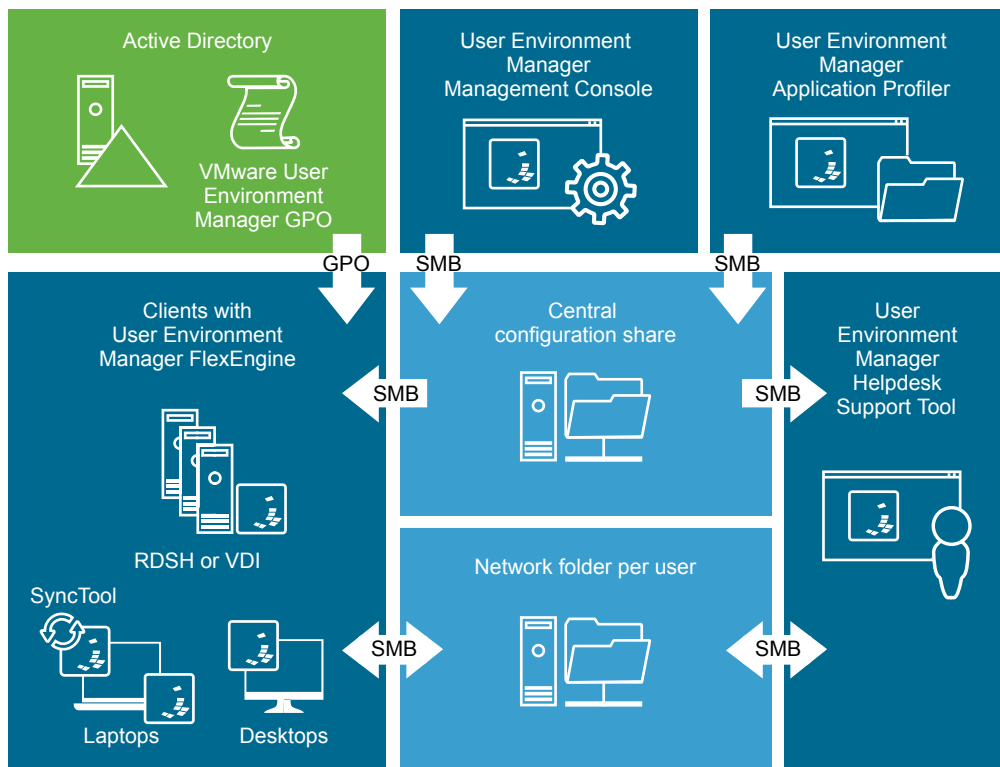 Active Directory
VMware User
Environment
Manager GPO
User Environment
Manager
Management Console
User Environment
Manager
Application Profiler
GPO
SMB
SMB
Clients with
User Environment
Manager FlexEngine
RDSH or VDI
SyncTool
Laptops
Desktops
SMB
Central
configuration share
SMB
User
Environment
Manager
Helpdesk
Support Tool
SMB
Network folder per user
SMB